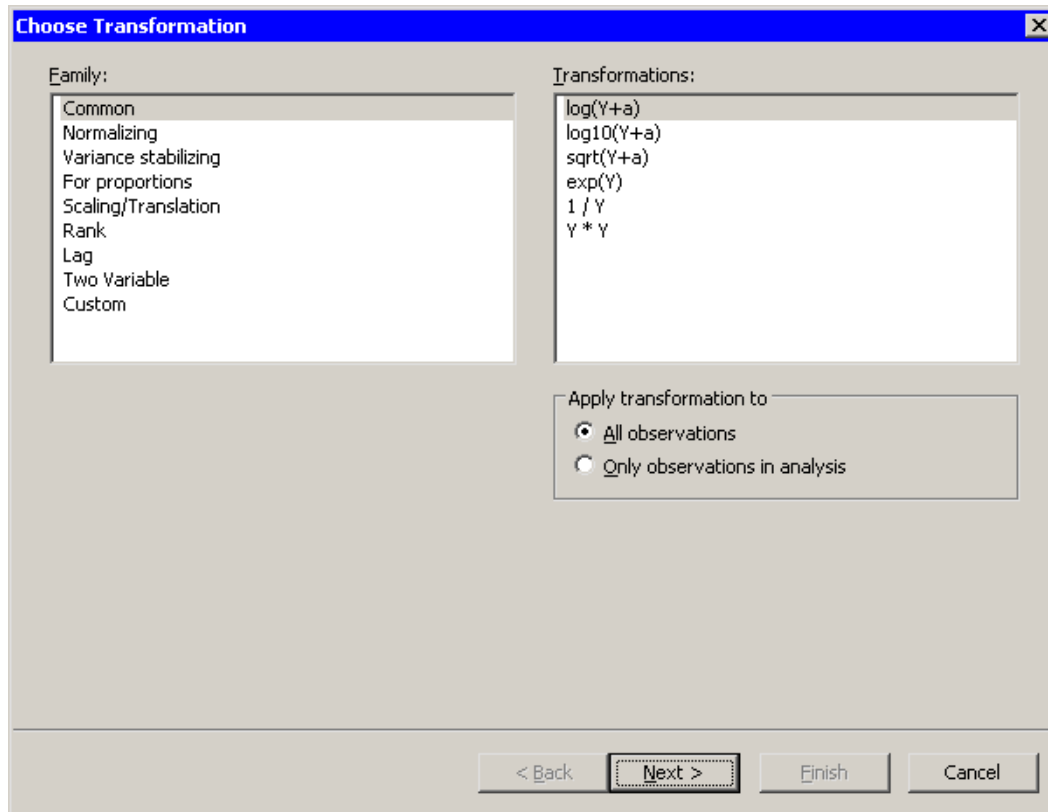 Choose Transformation
Family:
Common
Normalizing
Variance stabilizing
For proportions
Scaling/Translation
Rank
Lag
Two Variable
Custom
Transformations:
log(Y+a)
log10(Y+a)
sqrt(Y+a)
exp(Y)
1 / Y
Y * Y
Apply transformation to
All observations
Only observations in analysis
< Back
Next >
Finish
Cancel